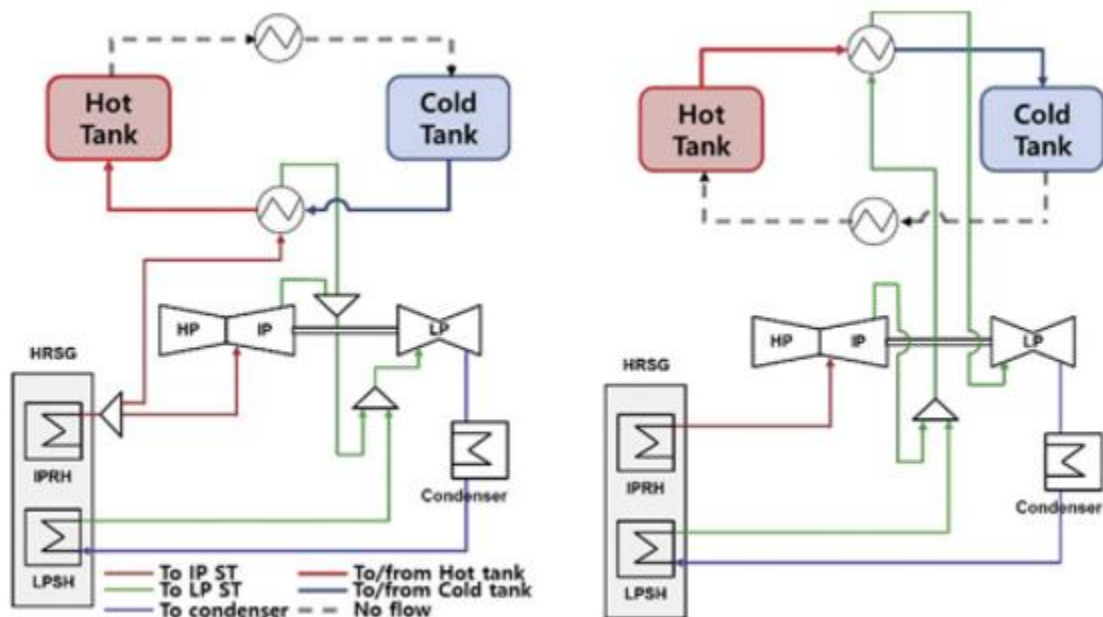 Hot
Tank
Cold
Tank
HP
IP
LP
HRSG
IPRH
LPSH
Condenser
To IP ST
To LP ST
To condenser
To/from Hot tank
To/from Cold tank
No flow
Hot
Tank
Cold
Tank
HP
IP
LP
HRSG
IPRH
LPSH
Condenser